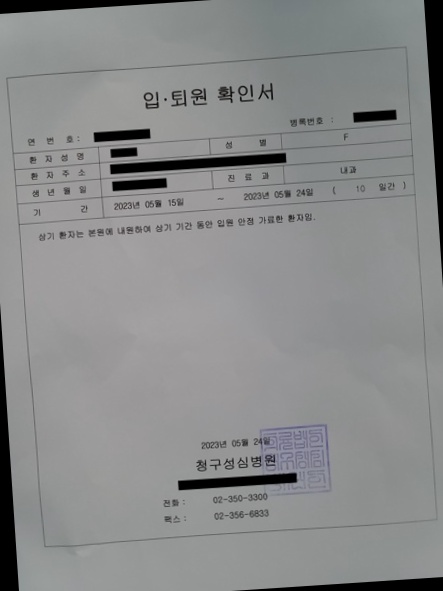 입·퇴원 확인서
연 번 호 :
병록번호 :
환 자 성 명 성 별 F
환 자 주 소
생 년 월 일 진 료 과 내과
기 간 2023년 05월 15일 ~ 2023년 05월 24일 ( 10 일간 )
상기 환자는 본원에 내원하여 상기 기간 동안 입원 안정 가료한 환자임.
2023년 05월 24일
청구성심병원
전화 : 02-350-3300
팩스 : 02-356-6833